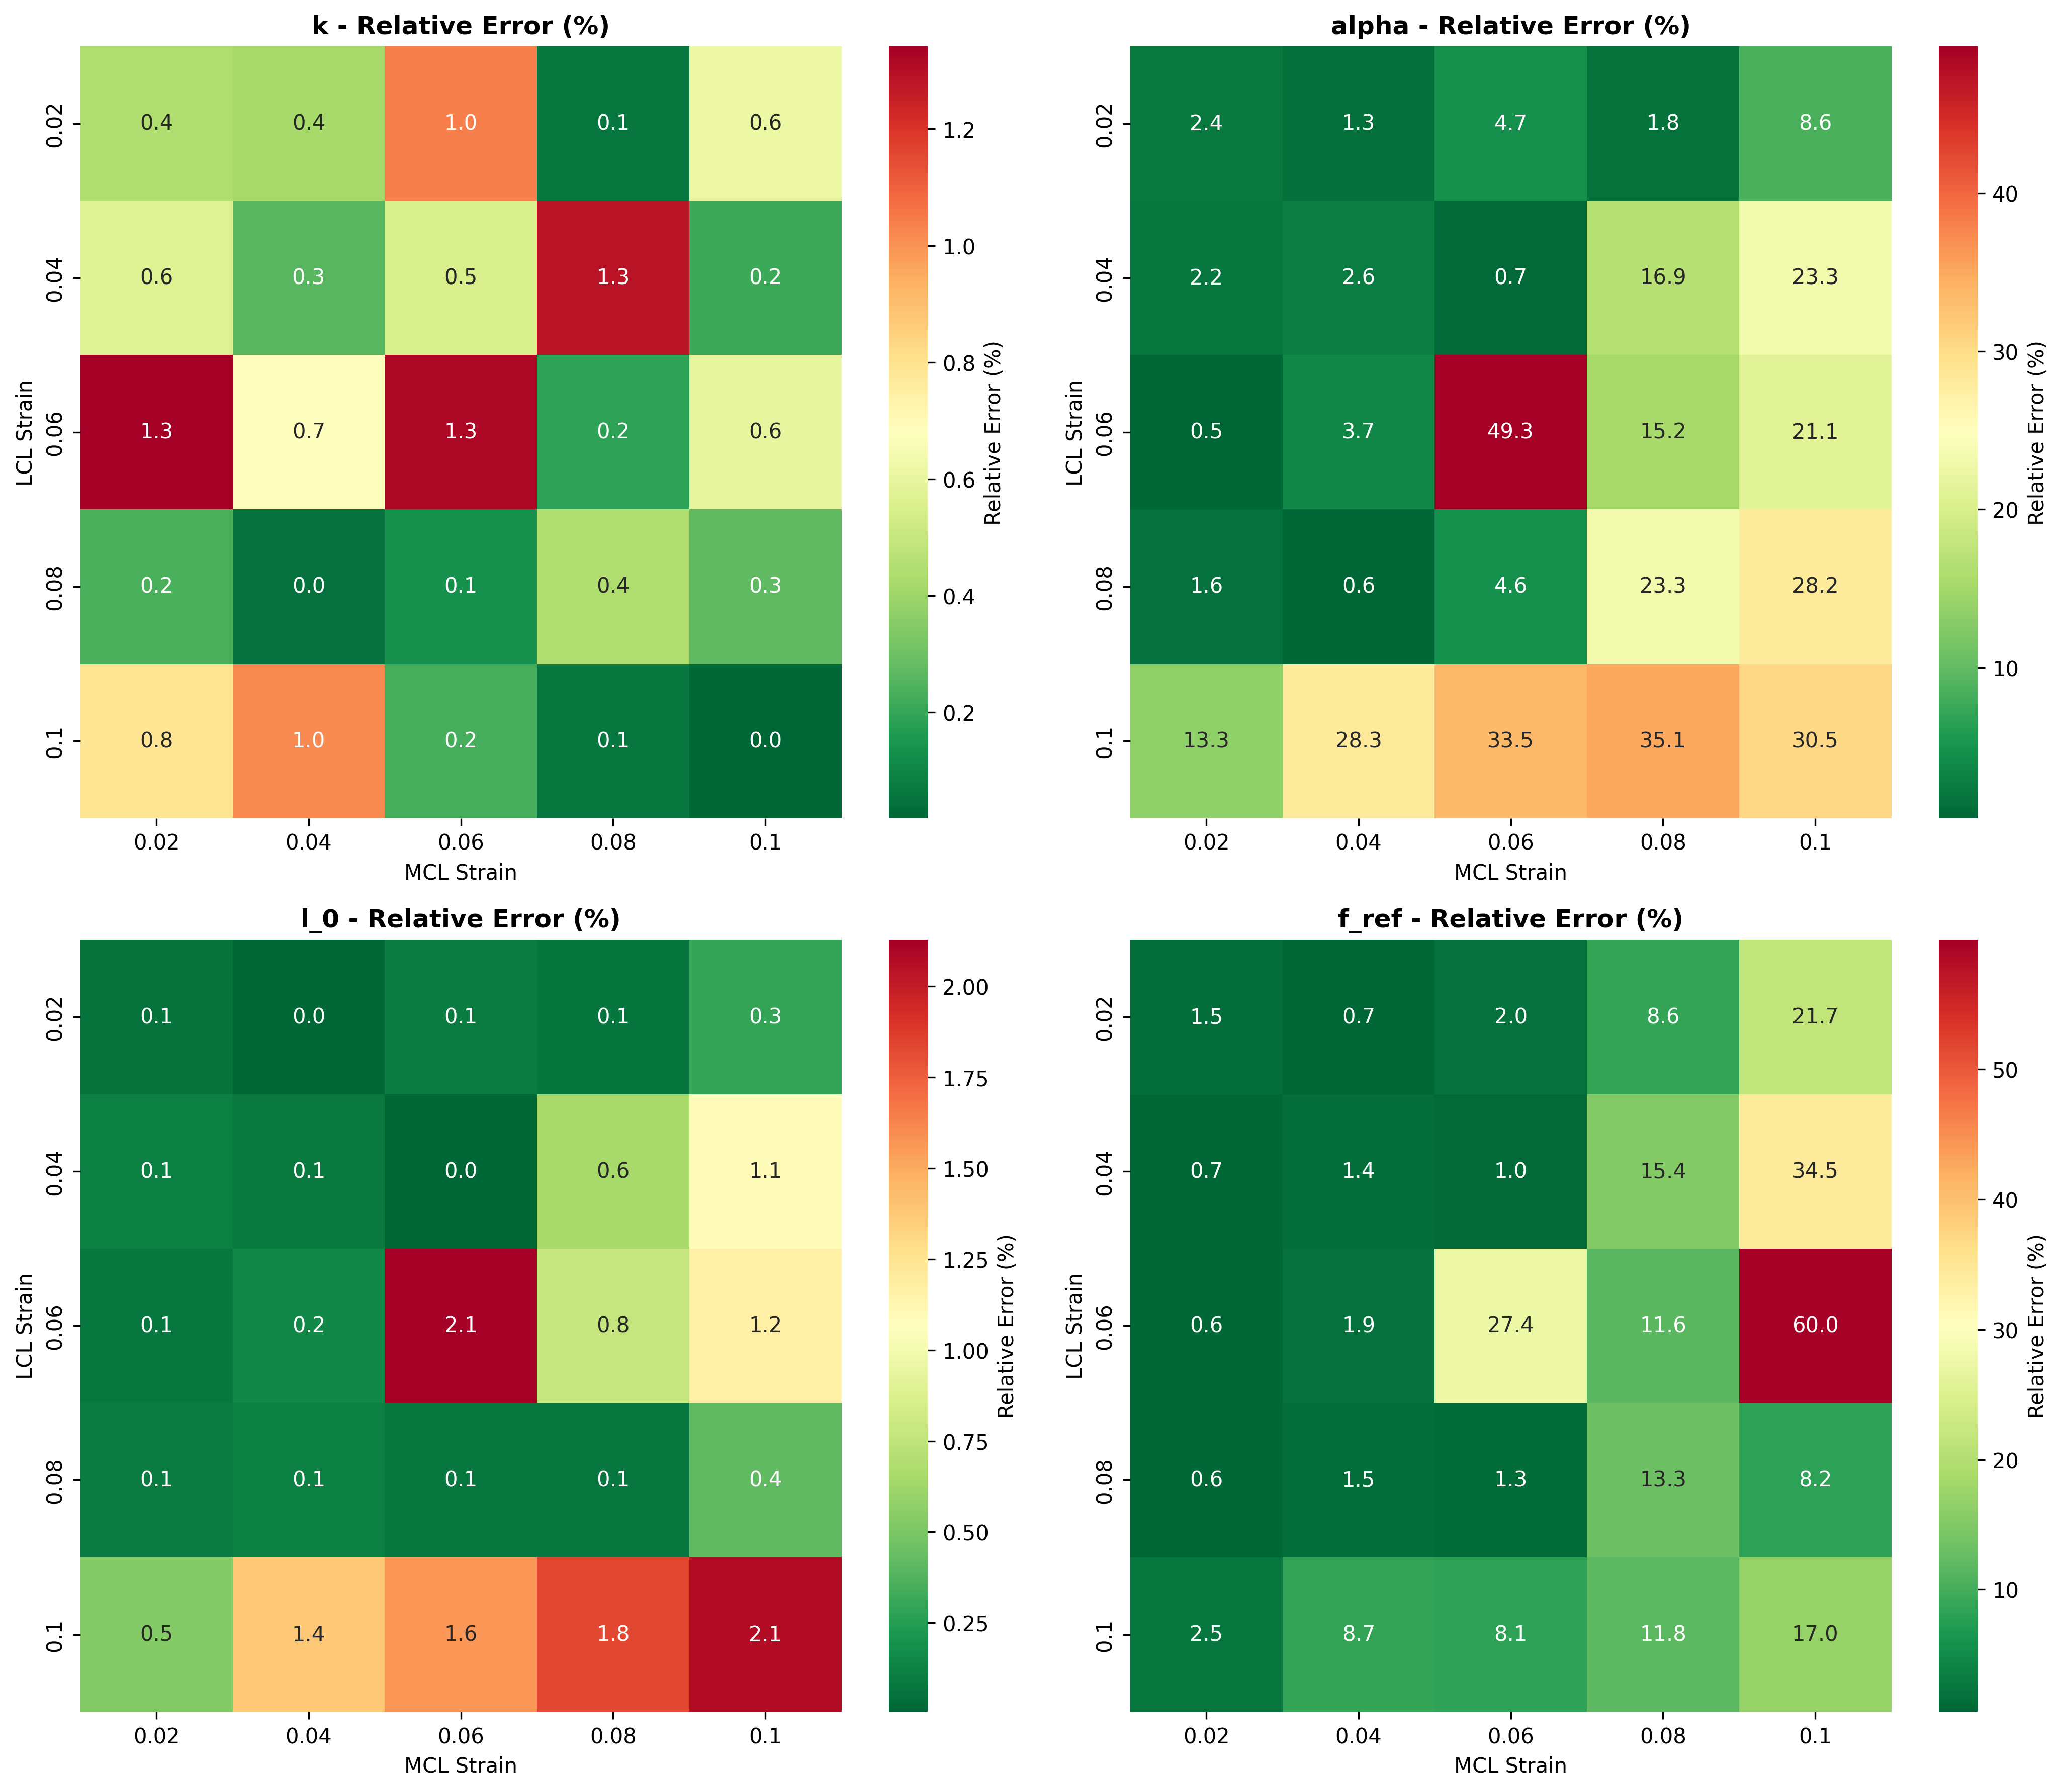 k - Relative Error (%)
0.02 0.4 0.4 1.0 0.1 0.6
0.04 0.6 0.3 0.5 1.3 0.2
0.06 1.3 0.7 1.3 0.2 0.6
0.08 0.2 0.0 0.1 0.4 0.3
0.1 0.8 1.0 0.2 0.1 0.0
LCL Strain
0.02 0.04 0.06 0.08 0.1
MCL Strain
1.2
1.0
0.8
0.6
0.4
0.2
Relative Error (%)
alpha - Relative Error (%)
0.02 2.4 1.3 4.7 1.8 8.6
0.04 2.2 2.6 0.7 16.9 23.3
0.06 0.5 3.7 49.3 15.2 21.1
0.08 1.6 0.6 4.6 23.3 28.2
0.1 13.3 28.3 33.5 35.1 30.5
LCL Strain
0.02 0.04 0.06 0.08 0.1
MCL Strain
40
30
20
10
Relative Error (%)
l_0 - Relative Error (%)
0.02 0.1 0.0 0.1 0.1 0.3
0.04 0.1 0.1 0.0 0.6 1.1
0.06 0.1 0.2 2.1 0.8 1.2
0.08 0.1 0.1 0.1 0.1 0.4
0.1 0.5 1.4 1.6 1.8 2.1
LCL Strain
0.02 0.04 0.06 0.08 0.1
MCL Strain
2.00
1.75
1.50
1.25
1.00
0.75
0.50
0.25
Relative Error (%)
f_ref - Relative Error (%)
0.02 1.5 0.7 2.0 8.6 21.7
0.04 0.7 1.4 1.0 15.4 34.5
0.06 0.6 1.9 27.4 11.6 60.0
0.08 0.6 1.5 1.3 13.3 8.2
0.1 2.5 8.7 8.1 11.8 17.0
LCL Strain
0.02 0.04 0.06 0.08 0.1
MCL Strain
50
40
30
20
10
Relative Error (%)